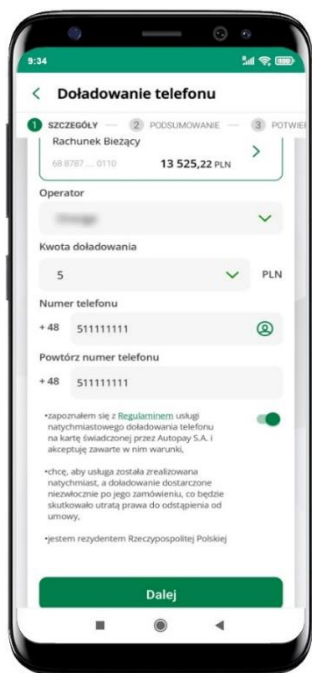 9:34
Doładowanie telefonu
1 SZCZEGÓŁY 2 PODSUMOWANIE 3 POTWIE
Rachunek Bieżący
68 8787 ... 0110 13 525,22 PLN
Operator
Kwota doładowania
5 PLN
Numer telefonu
+ 48 511111111
Powtórz numer telefonu
+ 48 511111111
•zapoznałem się z Regulaminem usługi
natychmiastowego doładowania telefonu
na kartę świadczonej przez Autopay S.A. i
akceptuję zawarte w nim warunki,
•chcę, aby usługa została zrealizowana
natychmiast, a doładowanie dostarczone
niezwłocznie po jego zamówieniu, co będzie
skutkowało utratą prawa do odstąpienia od
umowy,
•jestem rezydentem Rzeczypospolitej Polskiej
Dalej